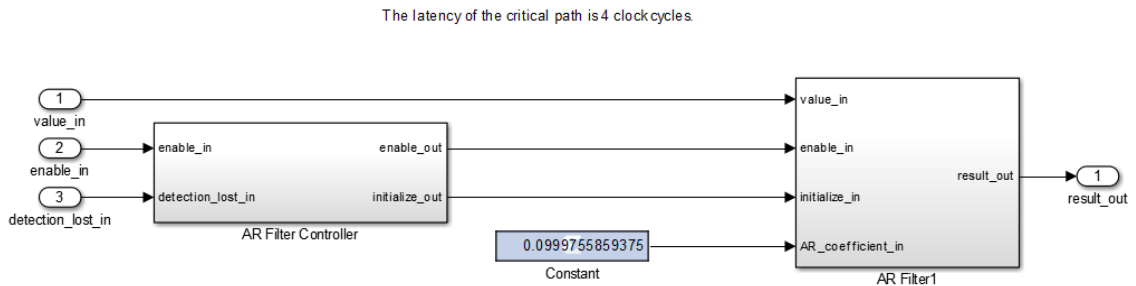 The latency of the critical path is 4 clock cycles.
1
value_in
2
enable_in
3
detection_lost_in
enable_in
enable_out
detection_lost_in
initialize_out
AR Filter Controller
0.0999755859375
Constant
value_in
enable_in
result_out
initialize_in
AR_coefficient_in
AR Filter1
1
result_out